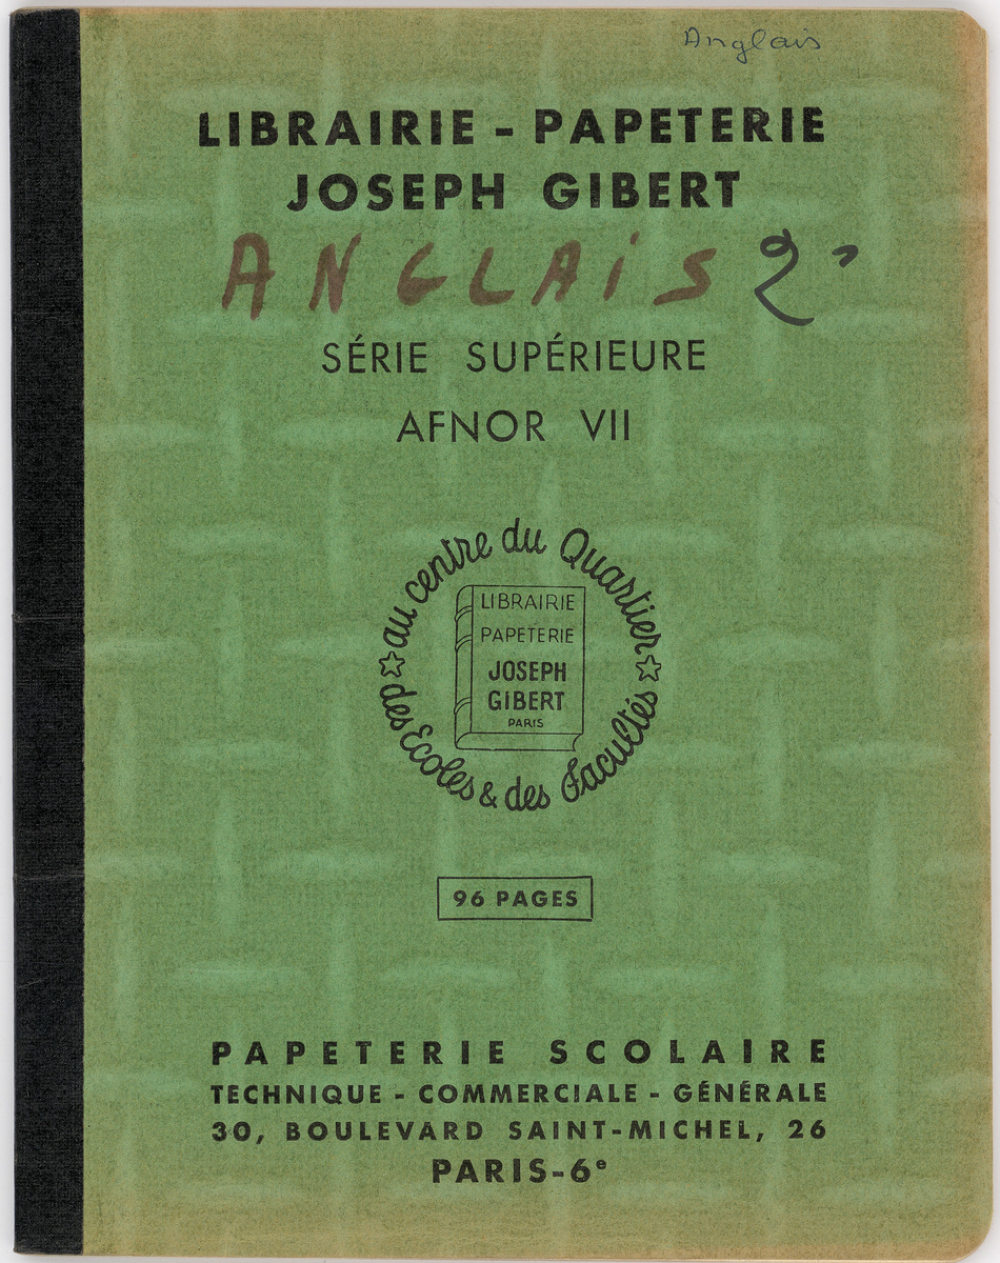 Anglais
LIBRAIRIE - PAPETERIE
JOSEPH GIBERT
ANGLAIS 2'
SÉRIE SUPÉRIEURE
AFNOR VII
au centre du Quartier
LIBRAIRIE
PAPETERIE
JOSEPH
GIBERT
PARIS
des Ecoles & des Facultés
96 PAGES
PAPETERIE SCOLAIRE
TECHNIQUE - COMMERCIALE - GÉNÉRALE
30, BOULEVARD SAINT-MICHEL, 26
PARIS-6e